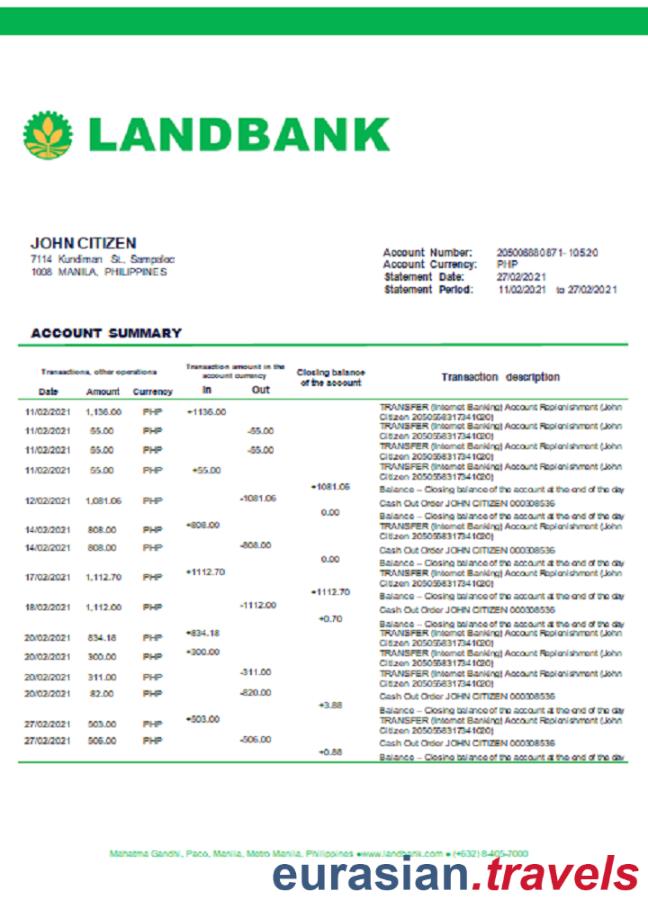 LANDBANK
JOHN CITIZEN
7114 Kundiman St., Sampaloc
1008 MANILA, PHILIPPINES
Account Number: 205006880871-10520
Account Currency: PHP
Statement Date: 27/02/2021
Statement Period: 11/02/2021 to 27/02/2021
ACCOUNT SUMMARY
Transactions, other operations
Transaction amount in the
account currency
Closing balance
of the account
Transaction description
Date Amount Currency In Out
11/02/2021 1,136.00 PHP +1136.00 TRANSFER (Internet Banking) Account Replenishment (John
Citizen 2050568317341020)
11/02/2021 55.00 PHP -55.00 TRANSFER (Internet Banking) Account Replenishment (John
Citizen 2050568317341020)
11/02/2021 55.00 PHP -55.00 TRANSFER (Internet Banking) Account Replenishment (John
Citizen 2050568317341020)
11/02/2021 55.00 PHP +55.00 TRANSFER (Internet Banking) Account Replenishment (John
Citizen 2050568317341020)
+1081.06 Balance – Closing balance of the account at the end of the day
12/02/2021 1,081.06 PHP -1081.06 Cash Out Order JOHN CITIZEN 000308536
0.00 Balance – Closing balance of the account at the end of the day
14/02/2021 808.00 PHP +808.00 TRANSFER (Internet Banking) Account Replenishment (John
Citizen 2050568317341020)
14/02/2021 808.00 PHP -808.00 Cash Out Order JOHN CITIZEN 000308536
0.00 Balance – Closing balance of the account at the end of the day
17/02/2021 1,112.70 PHP +1112.70 TRANSFER (Internet Banking) Account Replenishment (John
Citizen 2050568317341020)
+1112.70 Balance – Closing balance of the account at the end of the day
18/02/2021 1,112.00 PHP -1112.00 Cash Out Order JOHN CITIZEN 000308536
+0.70 Balance – Closing balance of the account at the end of the day
20/02/2021 834.18 PHP +834.18 TRANSFER (Internet Banking) Account Replenishment (John
Citizen 2050568317341020)
20/02/2021 300.00 PHP +300.00 TRANSFER (Internet Banking) Account Replenishment (John
Citizen 2050568317341020)
20/02/2021 311.00 PHP -311.00 TRANSFER (Internet Banking) Account Replenishment (John
Citizen 2050568317341020)
20/02/2021 82.00 PHP -820.00 Cash Out Order JOHN CITIZEN 000308536
+3.88 Balance – Closing balance of the account at the end of the day
27/02/2021 503.00 PHP +503.00 TRANSFER (Internet Banking) Account Replenishment (John
Citizen 2050568317341020)
27/02/2021 506.00 PHP -506.00 Cash Out Order JOHN CITIZEN 000308536
+0.88 Balance – Closing balance of the account at the end of the day
Mahatma Gandhi, Paco, Manila, Metro Manila, Philippines ●www.landbank.com ● (+632) 8-405-7000
eurasian.travels